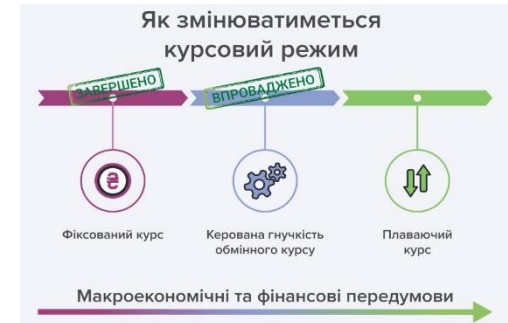 Як змінюватиметься
курсовий режим
ЗАВЕРШЕНО
ВПРОВАДЖЕНО
₴
Фіксований курс
Керована гнучкість
обмінного курсу
Плаваючий
курс
Макроекономічні та фінансові передумови